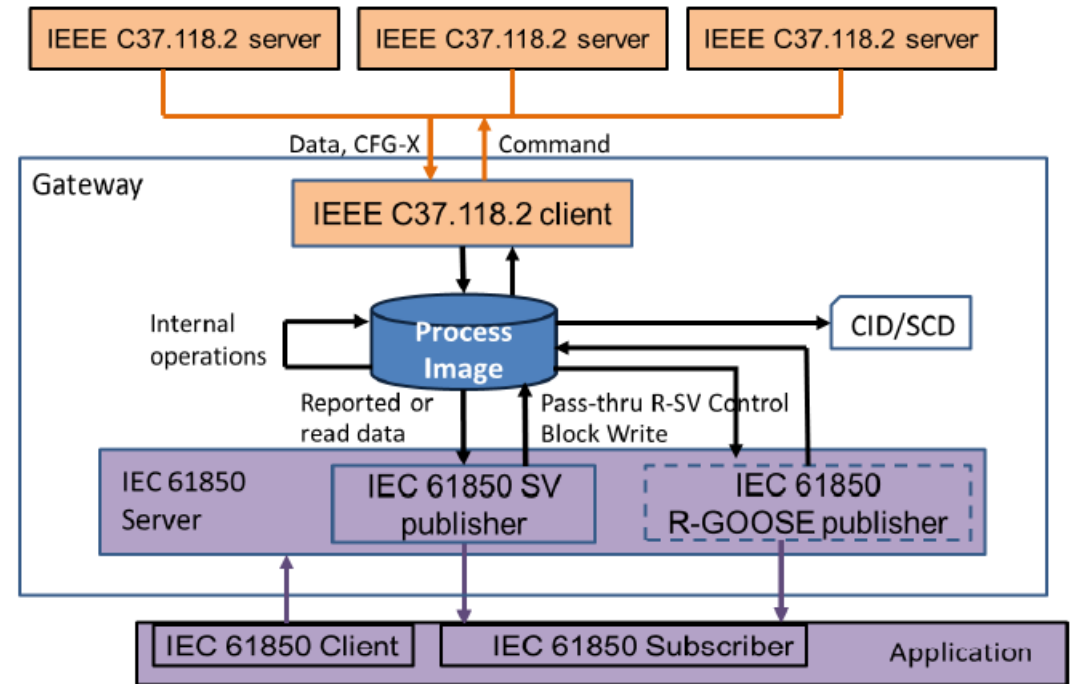 IEEE C37.118.2 server
IEEE C37.118.2 server
IEEE C37.118.2 server
Data, CFG-X
Command
Gateway
IEEE C37.118.2 client
Internal
operations
Process
Image
CID/SCD
Reported or
read data
Pass-thru R-SV Control
Block Write
IEC 61850
Server
IEC 61850 SV
publisher
IEC 61850
R-GOOSE publisher
IEC 61850 Client
IEC 61850 Subscriber
Application